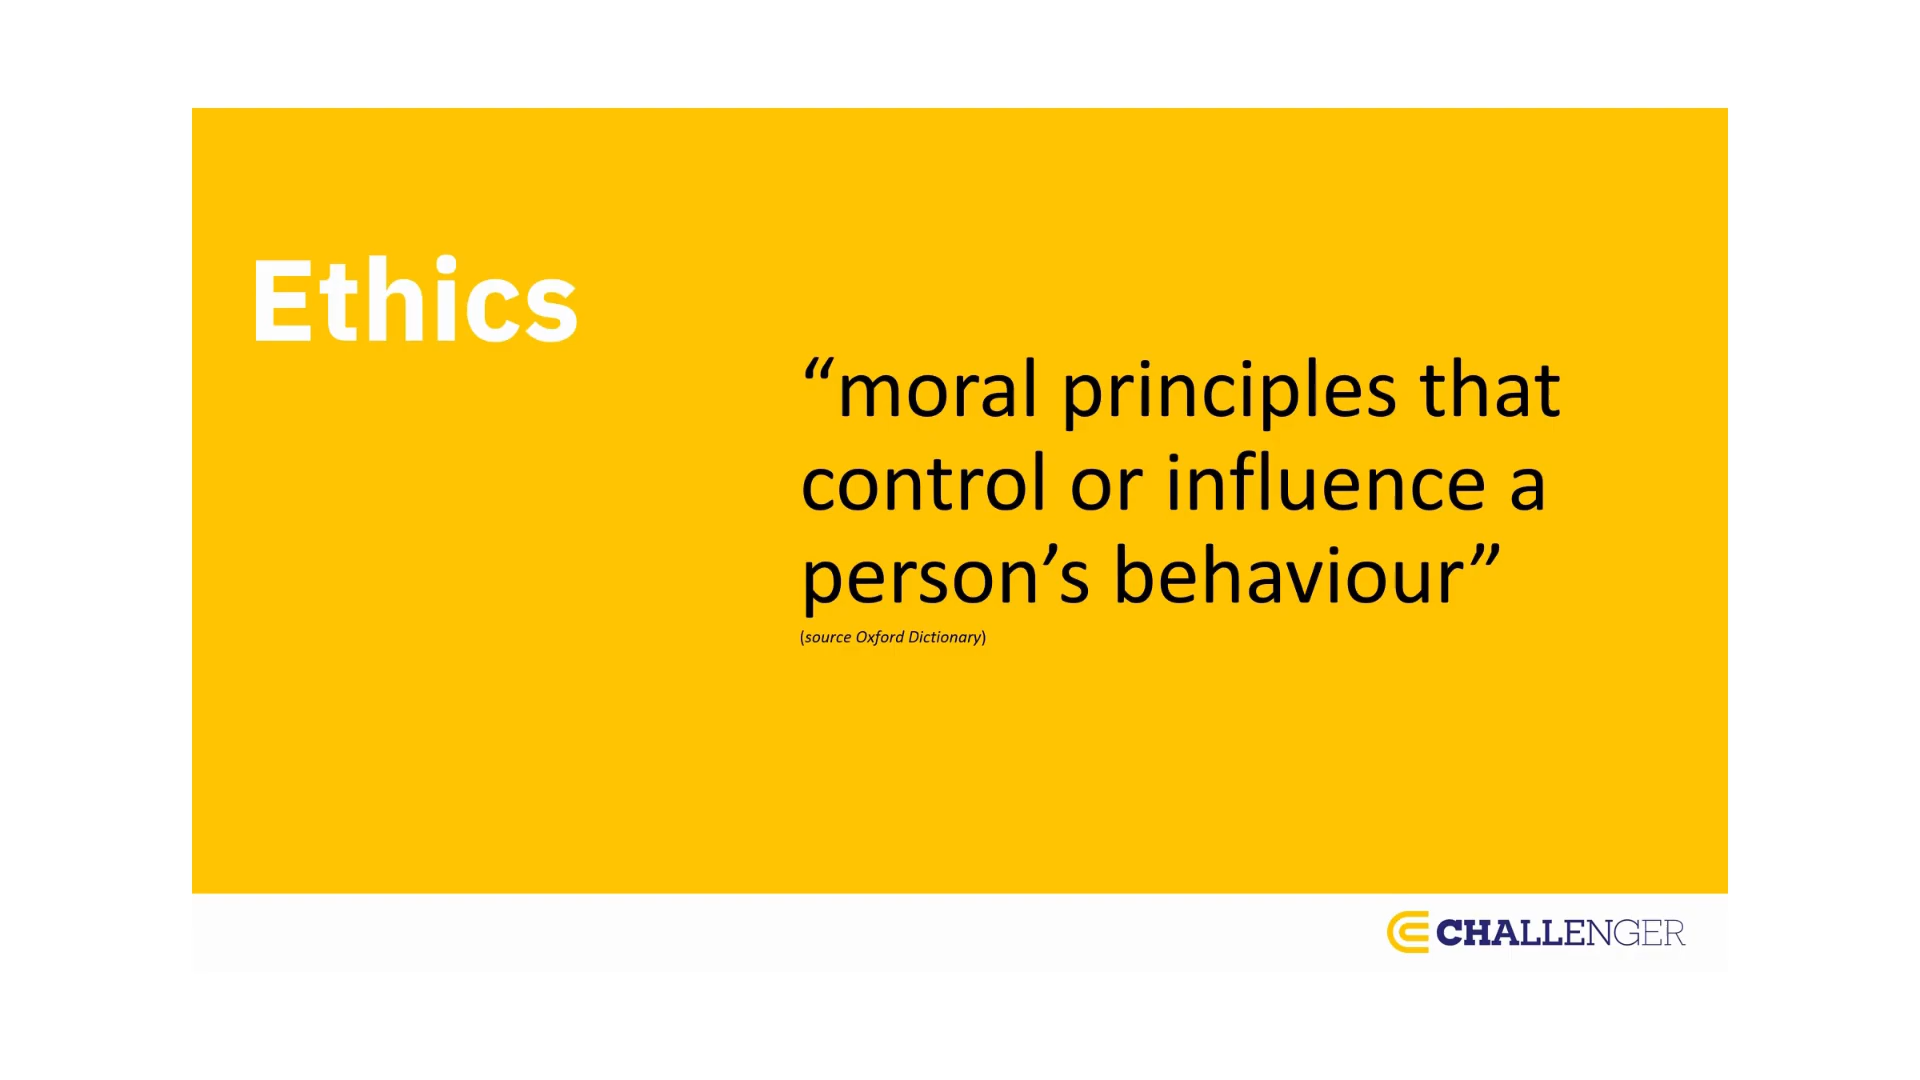 Ethics
“moral principles that
control or influence a
person’s behaviour”
(source Oxford Dictionary)
CHALLENGER